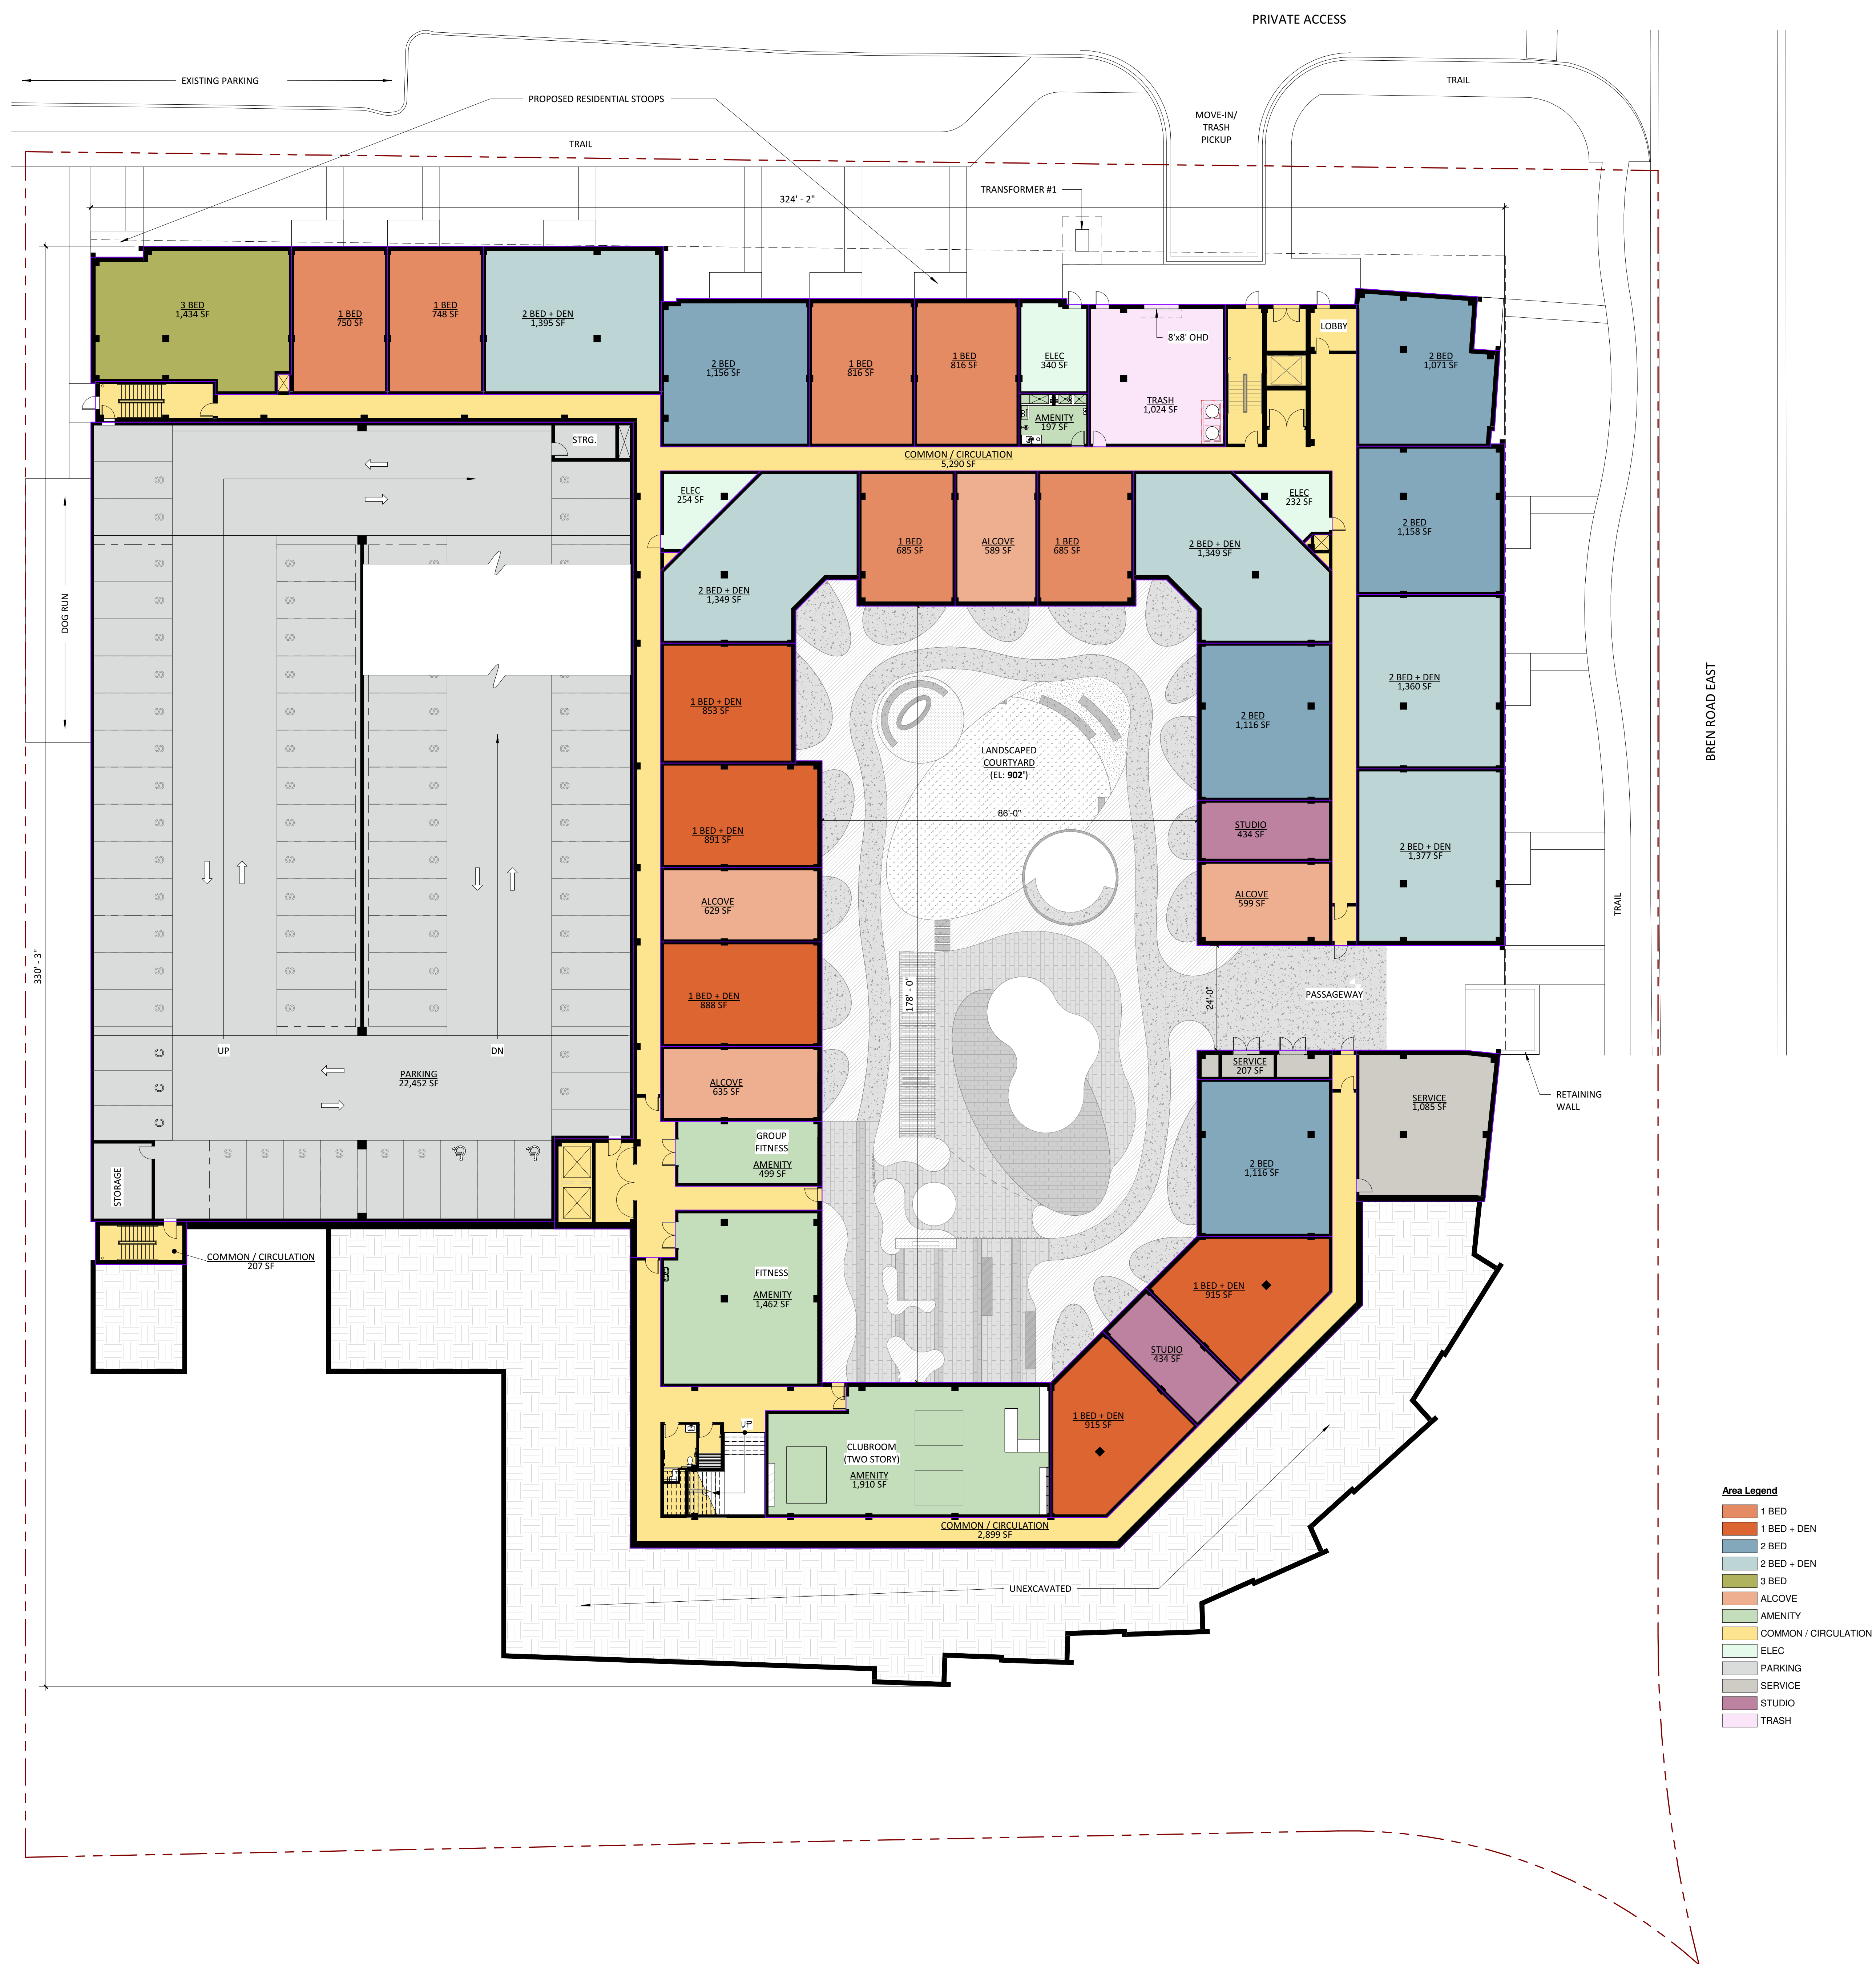 PRIVATE ACCESS
EXISTING PARKING
TRAIL
PROPOSED RESIDENTIAL STOOPS
MOVE-IN/
TRASH
PICKUP
TRAIL
TRANSFORMER #1
324' - 2"
3 BED
1,434 SF
1 BED
750 SF
1 BED
748 SF
2 BED + DEN
1,395 SF
2 BED
1,156 SF
1 BED
816 SF
1 BED
816 SF
ELEC
340 SF
8'x8' OHD
LOBBY
2 BED
1,071 SF
TRASH
1,024 SF
AMENITY
197 SF
STRG.
COMMON / CIRCULATION
5,290 SF
ELEC
254 SF
ELEC
232 SF
1 BED
685 SF
ALCOVE
589 SF
1 BED
685 SF
2 BED + DEN
1,349 SF
2 BED
1,158 SF
2 BED + DEN
1,349 SF
DOG RUN
1 BED + DEN
853 SF
2 BED
1,116 SF
2 BED + DEN
1,360 SF
BREN ROAD EAST
LANDSCAPED
COURTYARD
(EL: 902')
86'-0"
1 BED + DEN
891 SF
STUDIO
434 SF
2 BED + DEN
1,377 SF
ALCOVE
629 SF
ALCOVE
599 SF
TRAIL
330' - 3"
1 BED + DEN
888 SF
178' - 0"
24'-0"
PASSAGEWAY
UP
DN
PARKING
22,452 SF
S S S S S S S S S S S S S S
S S S S S S S S S S S S S
S S S S S S S S S S S S S
S S S S S S S S S S S S S S S S S
C C C
S S S S S S
ALCOVE
635 SF
SERVICE
207 SF
SERVICE
1,085 SF
RETAINING
WALL
GROUP
FITNESS
AMENITY
499 SF
STORAGE
2 BED
1,116 SF
COMMON / CIRCULATION
207 SF
FITNESS
AMENITY
1,462 SF
1 BED + DEN
915 SF
STUDIO
434 SF
1 BED + DEN
915 SF
UP
CLUBROOM
(TWO STORY)
AMENITY
1,910 SF
COMMON / CIRCULATION
2,899 SF
UNEXCAVATED
Area Legend
1 BED
1 BED + DEN
2 BED
2 BED + DEN
3 BED
ALCOVE
AMENITY
COMMON / CIRCULATION
ELEC
PARKING
SERVICE
STUDIO
TRASH